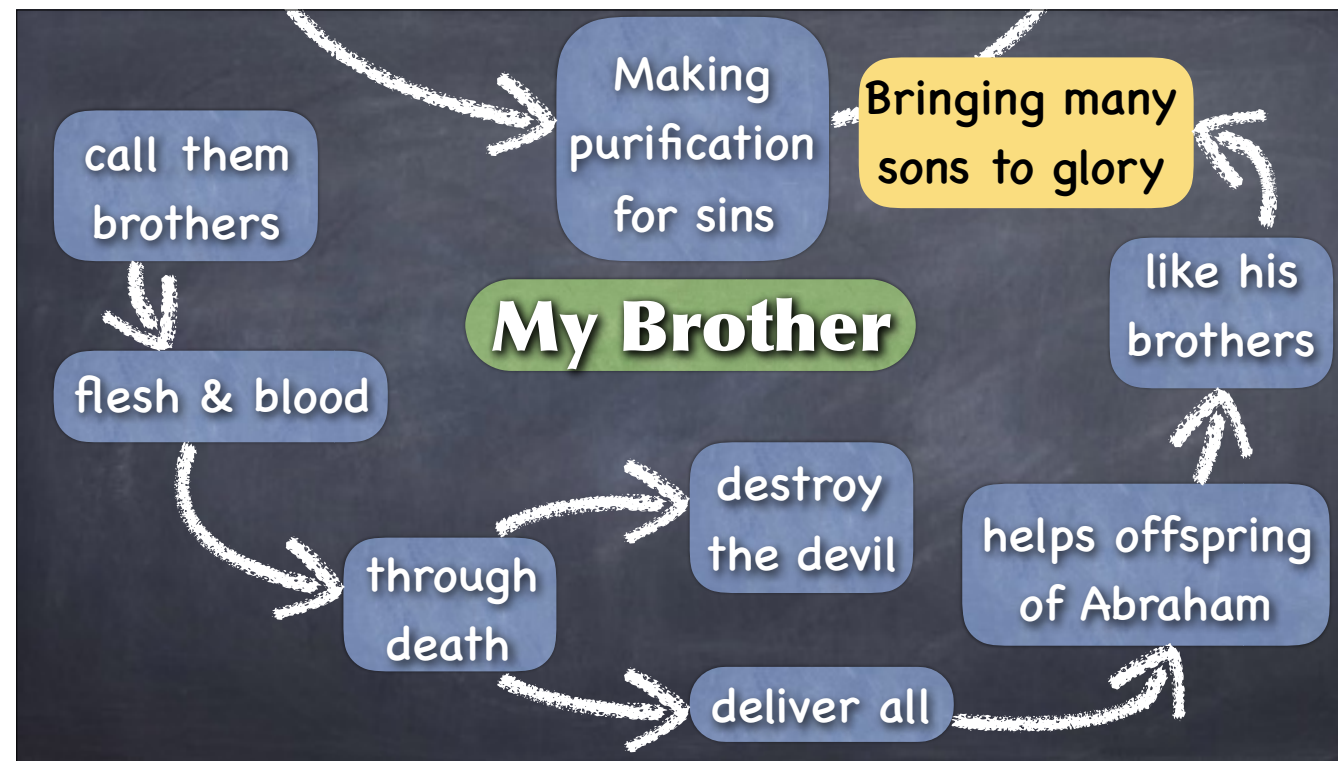 Making
purification
for sins
Bringing many
sons to glory
call them
brothers
My Brother
flesh & blood
like his
brothers
through
death
destroy
the devil
deliver all
helps offspring
of Abraham